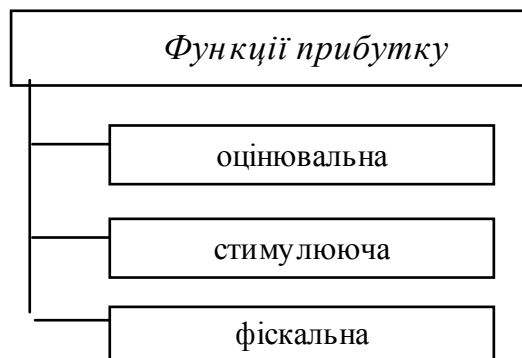 Функції прибутку
оцінювальна
стимулююча
фіскальна